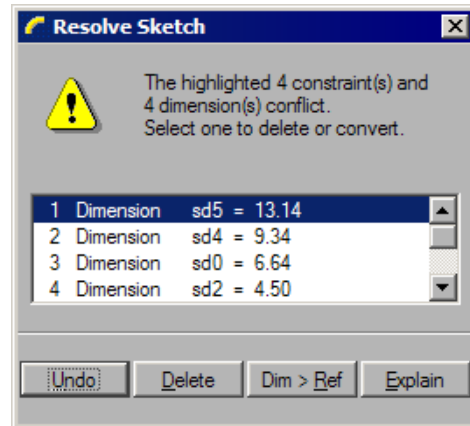 Resolve Sketch
The highlighted 4 constraint(s) and
4 dimension(s) conflict.
Select one to delete or convert.
1 Dimension sd5 = 13.14
2 Dimension sd4 = 9.34
3 Dimension sd0 = 6.64
4 Dimension sd2 = 4.50
Undo Delete Dim > Ref Explain